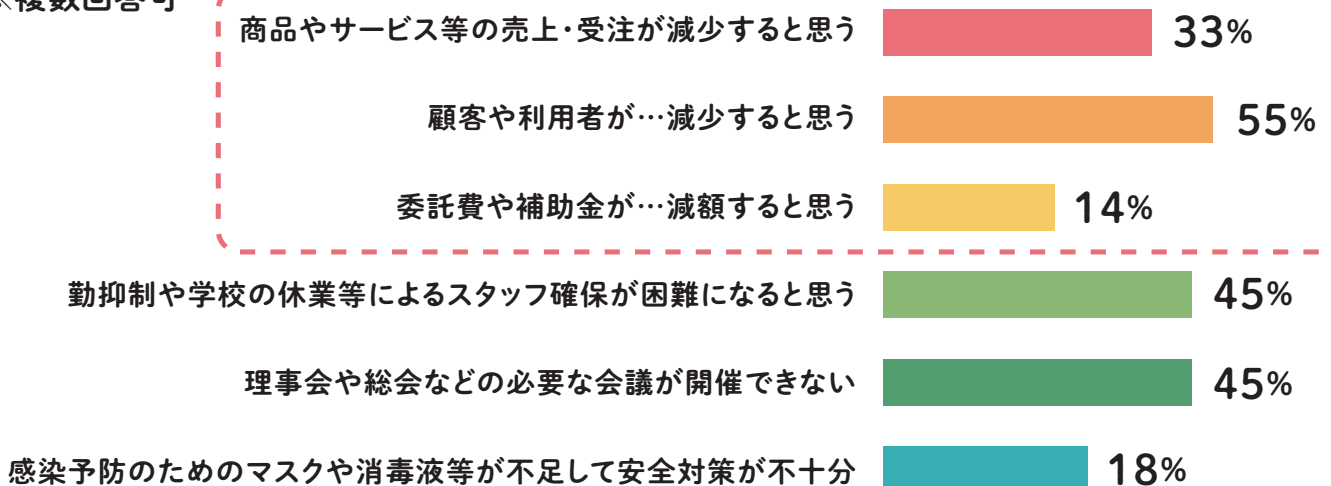 ※複数回答可
商品やサービス等の売上・受注が減少すると思う 33%
顧客や利用者が…減少すると思う 55%
委託費や補助金が…減額すると思う 14%
勤抑制や学校の休業等によるスタッフ確保が困難になると思う 45%
理事会や総会などの必要な会議が開催できない 45%
感染予防のためのマスクや消毒液等が不足して安全対策が不十分 18%